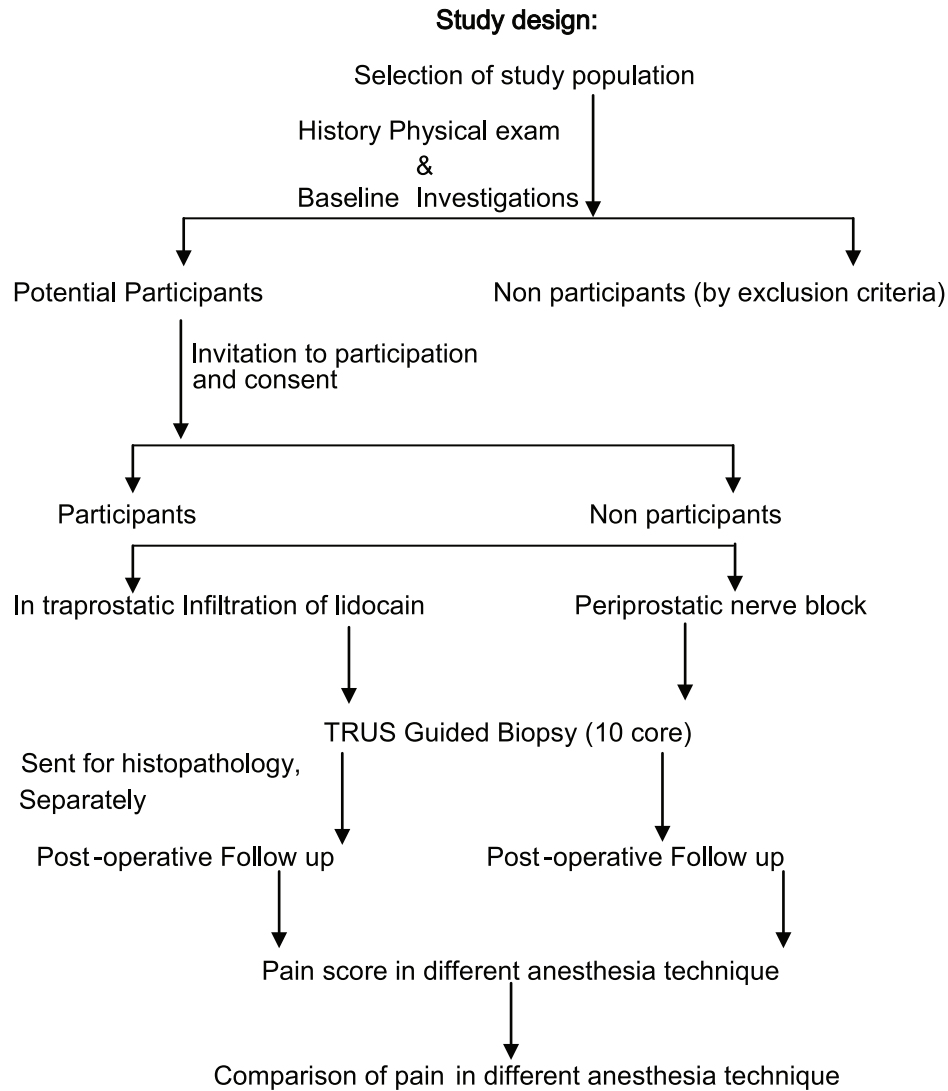 Study design:
Selection of study population
History Physical exam
&
Baseline Investigations
Potential Participants
Non participants (by exclusion criteria)
Invitation to participation
and consent
Participants
Non participants
In traprostatic Infiltration of lidocain
Periprostatic nerve block
TRUS Guided Biopsy (10 core)
Sent for histopathology,
Separately
Post-operative Follow up
Post-operative Follow up
Pain score in different anesthesia technique
Comparison of pain in different anesthesia technique